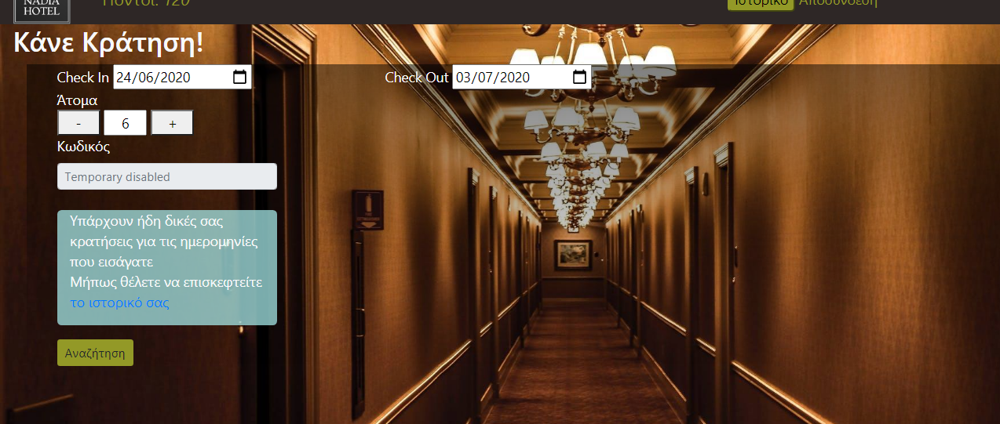 NADIA
HOTEL
Πόντοι: 720
Ιστορικό Αποσύνδεση
Κάνε Κράτηση!
Check In 24/06/2020
Check Out 03/07/2020
Άτομα
- 6 +
Κωδικός
Temporary disabled
Υπάρχουν ήδη δικές σας
κρατήσεις για τις ημερομηνίες
που εισάγατε
Μήπως θέλετε να επισκεφτείτε
το ιστορικό σας
Αναζήτηση